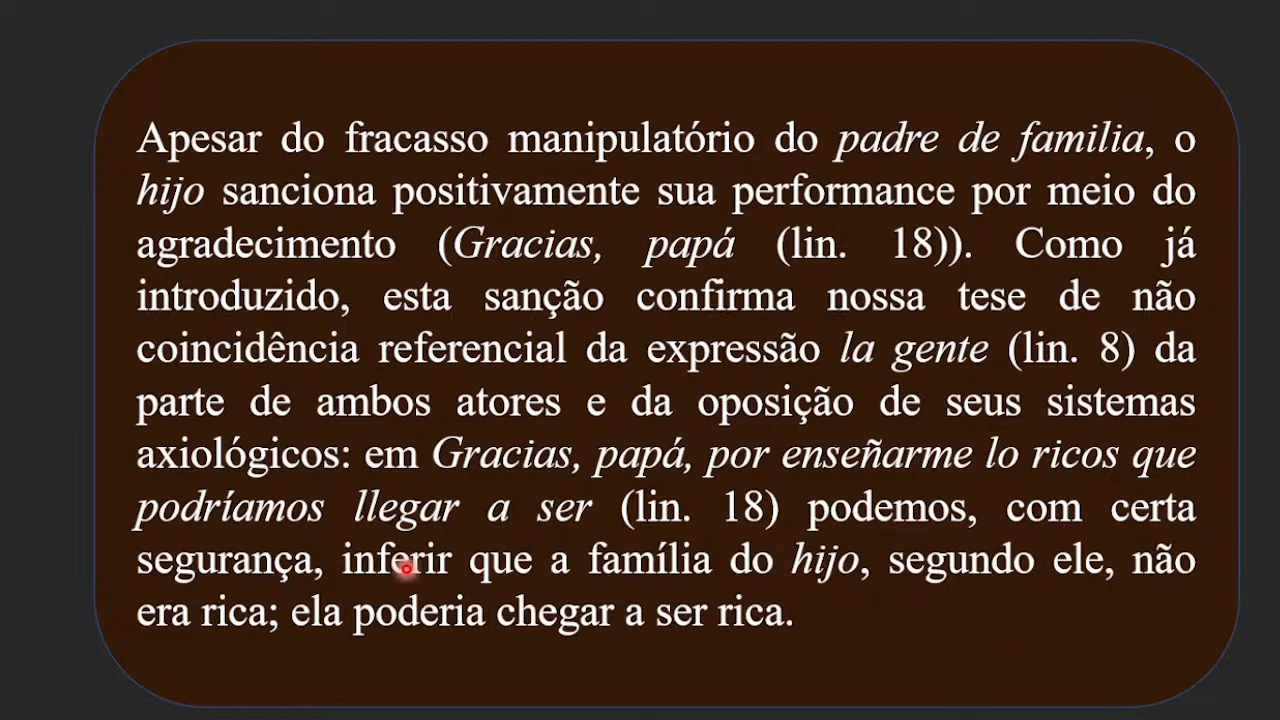 Apesar do fracasso manipulatório do padre de familia, o
hijo sanciona positivamente sua performance por meio do
agradecimento (Gracias, papá (lin. 18)). Como já
introduzido, esta sanção confirma nossa tese de não
coincidência referencial da expressão la gente (lin. 8) da
parte de ambos atores e da oposição de seus sistemas
axiológicos: em Gracias, papá, por enseñarme lo ricos que
podríamos llegar a ser (lin. 18) podemos, com certa
segurança, inferir que a família do hijo, segundo ele, não
era rica; ela poderia chegar a ser rica.